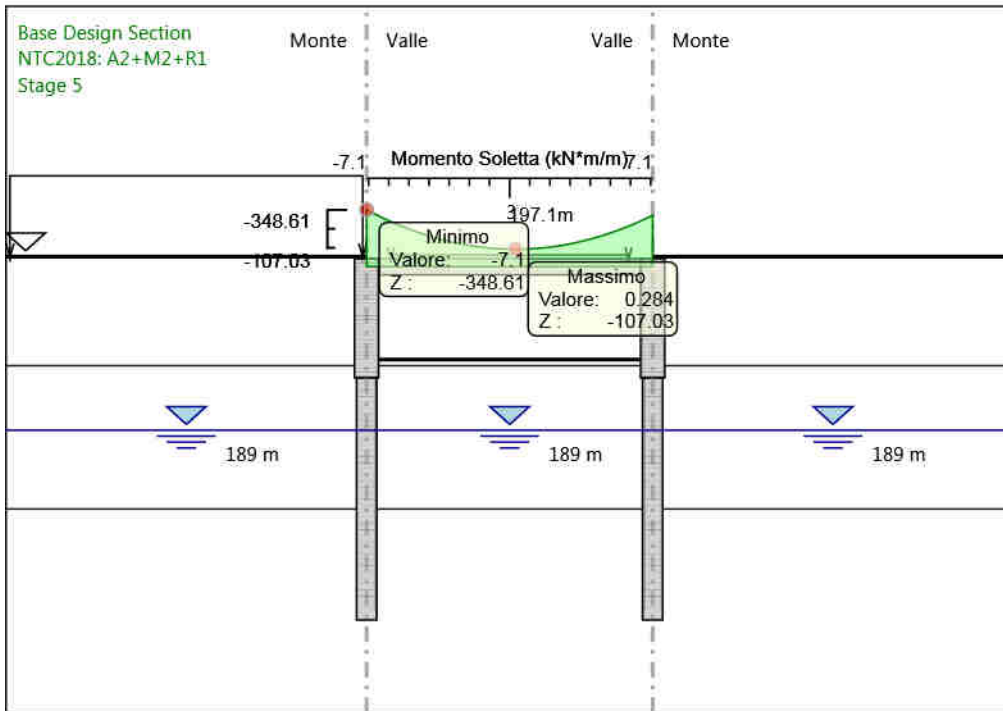 Base Design Section
NTC2018: A2+M2+R1
Stage 5
Monte
Valle
Valle
Monte
Momento Soletta (kN*m/m)
-7.1
7.1
-348.61
-107.03
197.1m
Minimo
Valore: -7.1
Z : -348.61
Massimo
Valore: 0.284
Z : -107.03
189 m
189 m
189 m